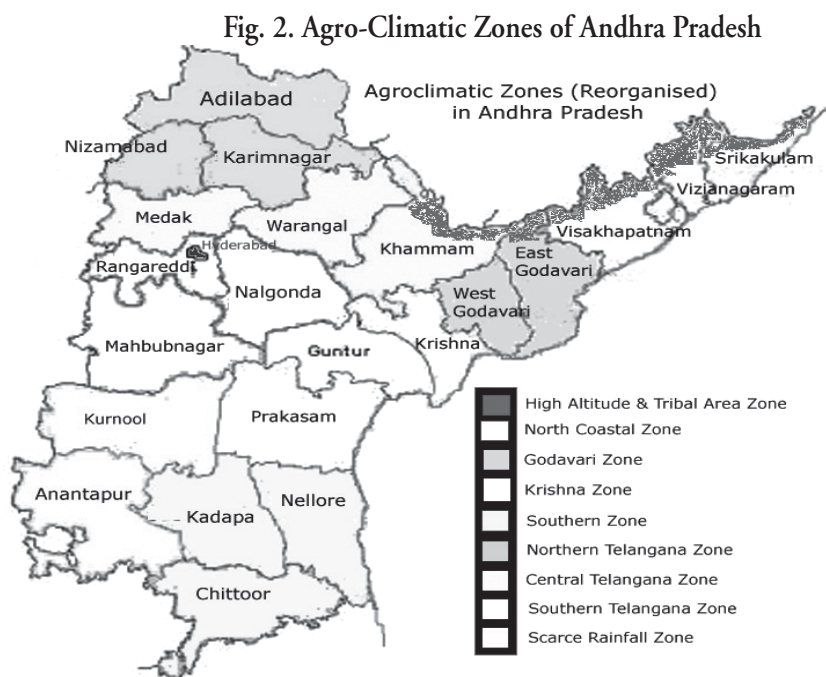 Fig. 2. Agro-Climatic Zones of Andhra Pradesh
Agroclimatic Zones (Reorganised)
in Andhra Pradesh
Adilabad
Nizamabad
Karimnagar
Srikakulam
Vizianagaram
Medak
Warangal
Visakhapatnam
Khammam
Hyderabad
Rangareddi
East
Godavari
Nalgonda
West
Godavari
Mahbubnagar
Guntur
Krishna
Kurnool
Prakasam
Anantapur
Kadapa
Nellore
Chittoor
High Altitude & Tribal Area Zone
North Coastal Zone
Godavari Zone
Krishna Zone
Southern Zone
Northern Telangana Zone
Central Telangana Zone
Southern Telangana Zone
Scarce Rainfall Zone